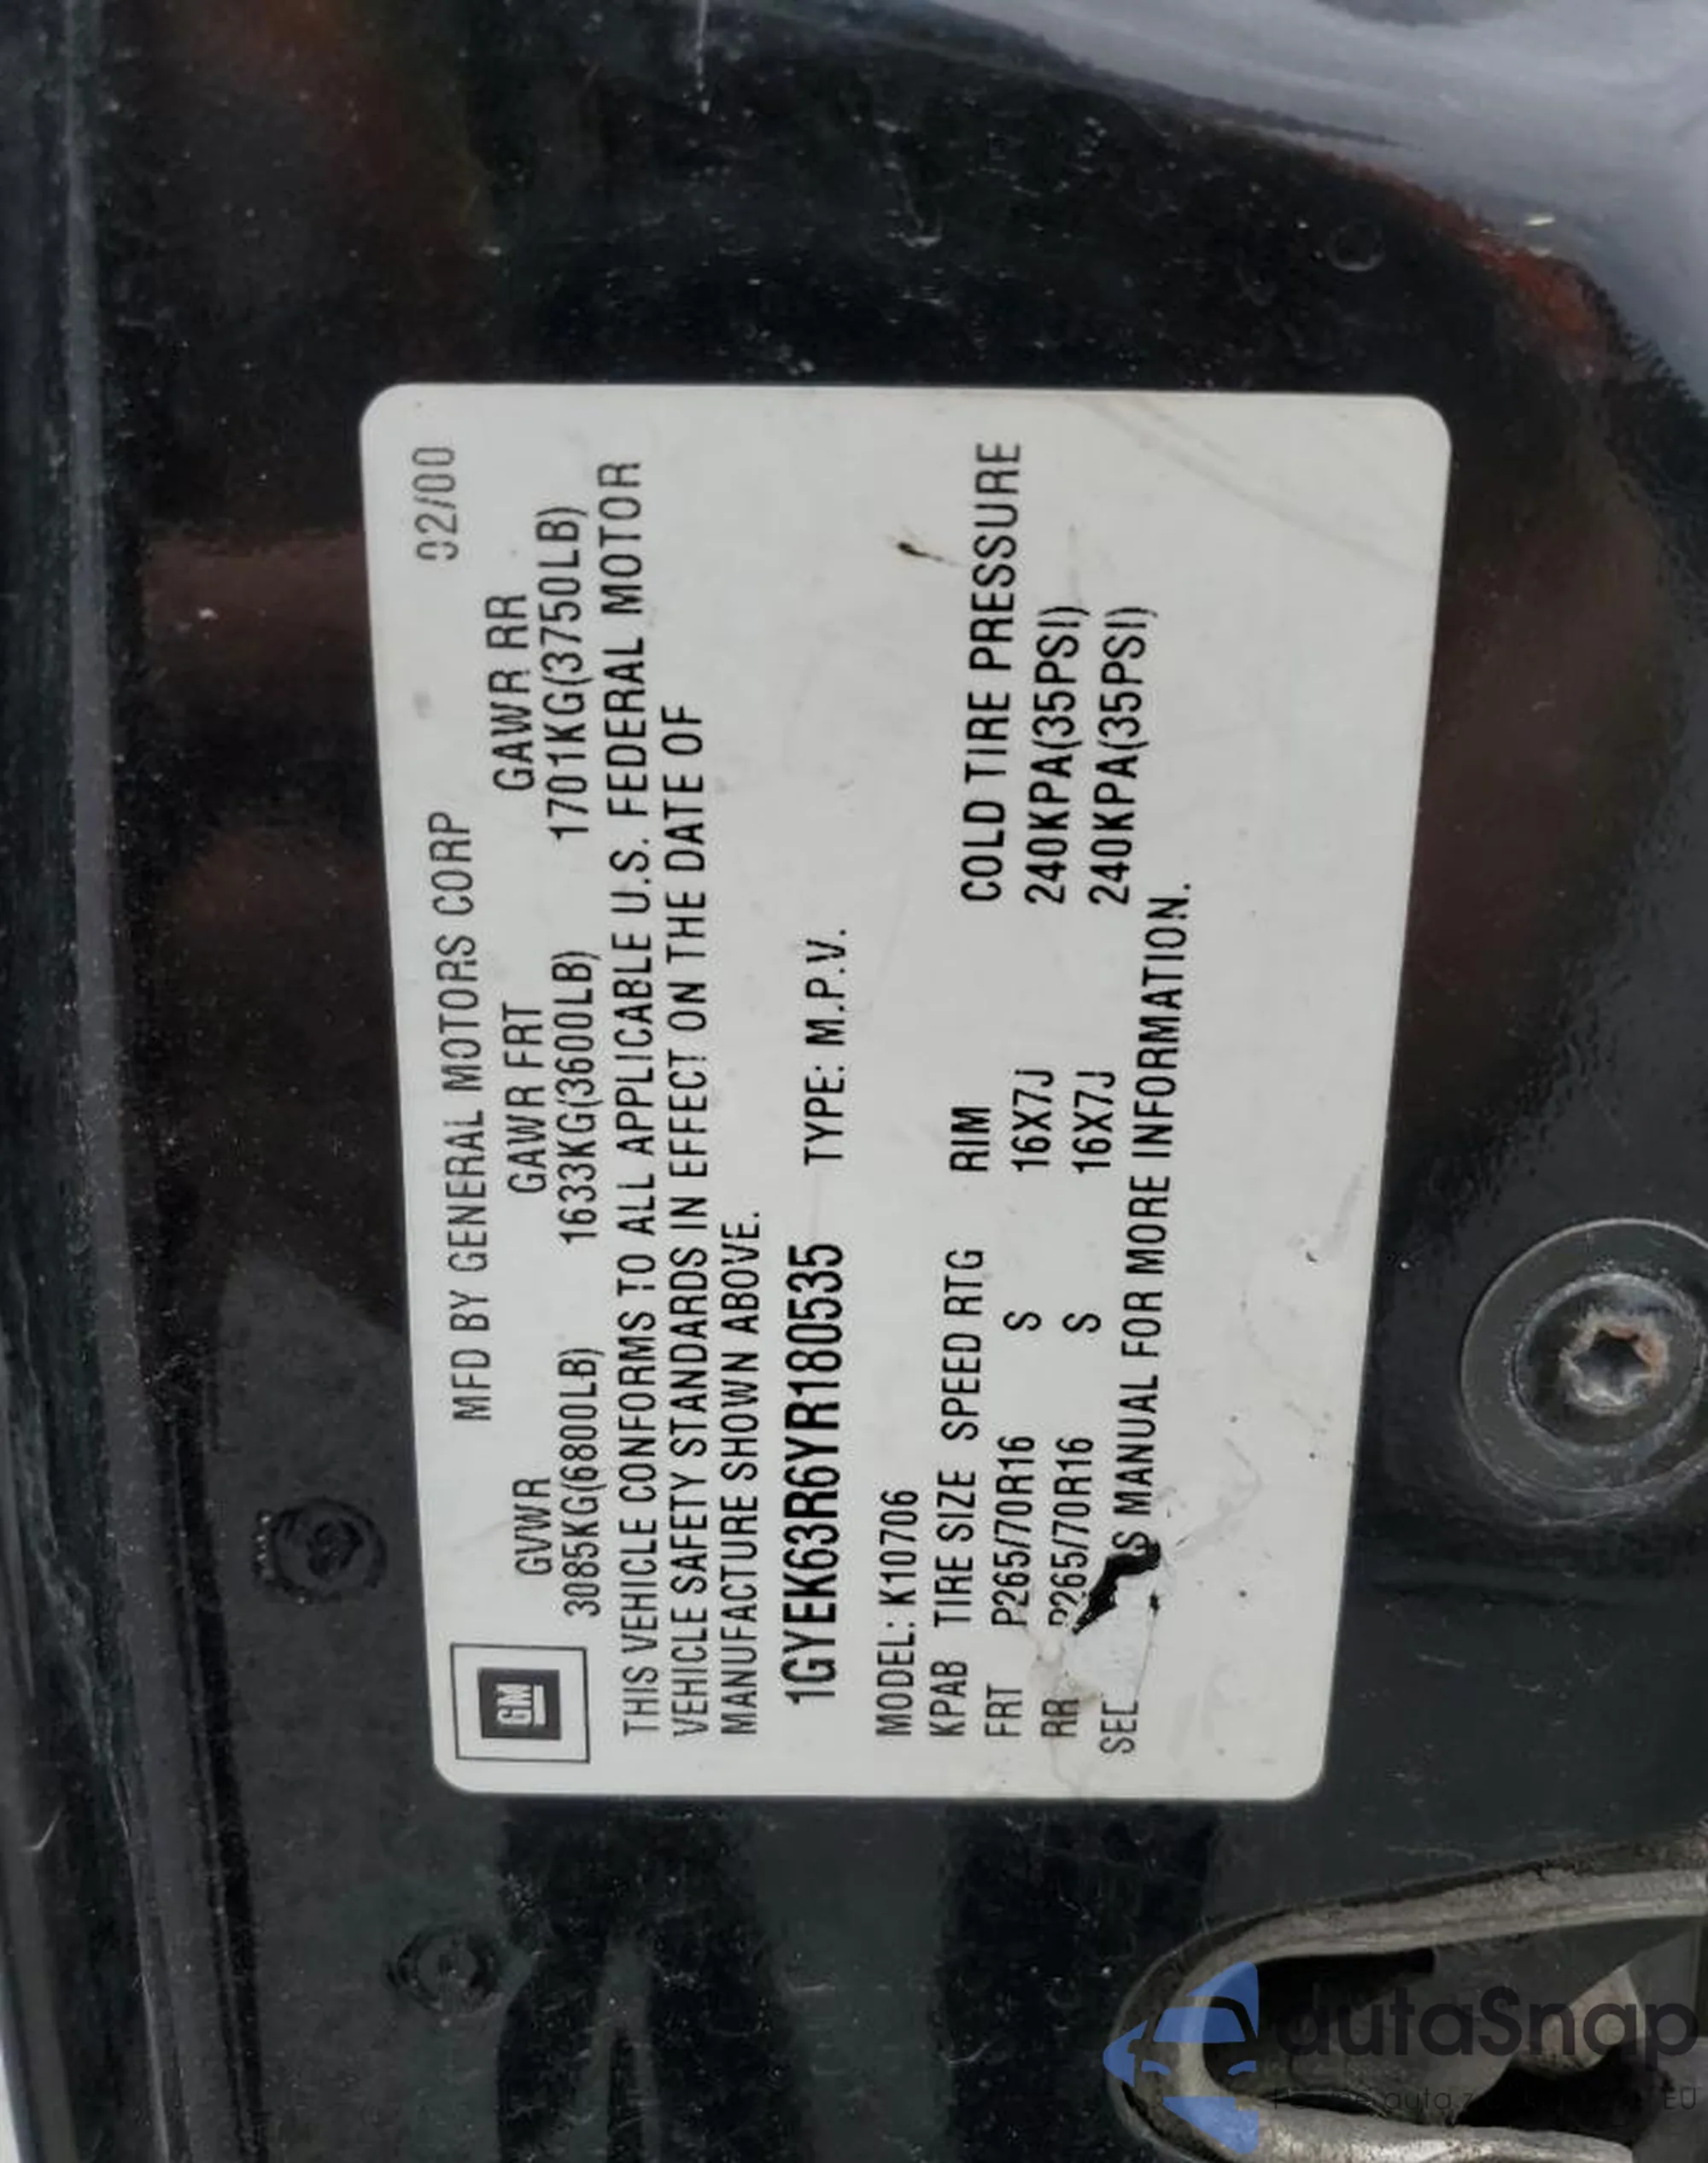 GM
MFD BY GENERAL MOTORS CORP 02/00
GVWR GAWR FRT GAWR RR
3085KG(6800LB) 1633KG(3600LB) 1701KG(3750LB)
THIS VEHICLE CONFORMS TO ALL APPLICABLE U.S. FEDERAL MOTOR
VEHICLE SAFETY STANDARDS IN EFFECT ON THE DATE OF
MANUFACTURE SHOWN ABOVE.
1GYEK63R6YR180535 TYPE: M.P.V.
MODEL: K10706
KPAB TIRE SIZE SPEED RTG RIM COLD TIRE PRESSURE
FRT P265/70R16 S 16X7J 240KPA(35PSI)
RR P265/70R16 S 16X7J 240KPA(35PSI)
MANUAL FOR MORE INFORMATION.
autaSnap
EU